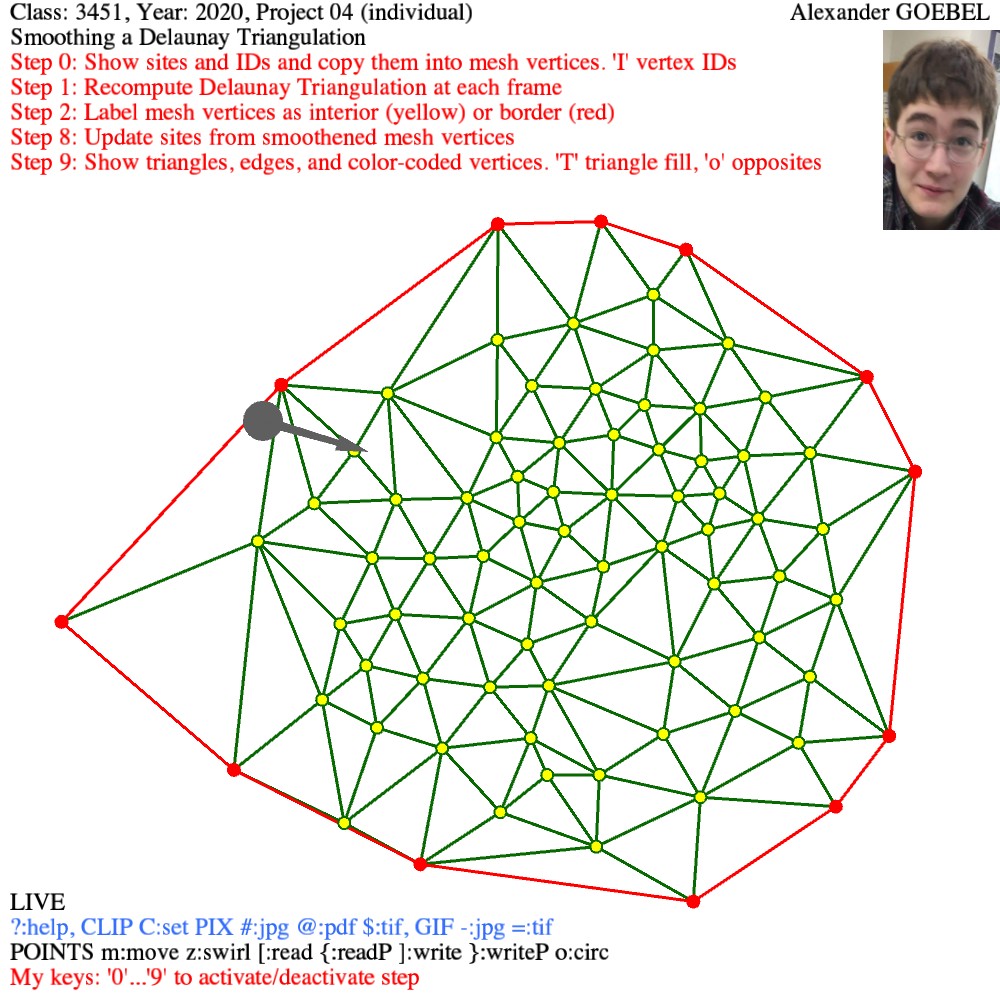 Class: 3451, Year: 2020, Project 04 (individual)
Alexander GOEBEL
Smoothing a Delaunay Triangulation
Step 0: Show sites and IDs and copy them into mesh vertices. 'I' vertex IDs
Step 1: Recompute Delaunay Triangulation at each frame
Step 2: Label mesh vertices as interior (yellow) or border (red)
Step 8: Update sites from smoothened mesh vertices
Step 9: Show triangles, edges, and color-coded vertices. 'T' triangle fill, 'o' opposites
LIVE
?:help, CLIP C:set PIX #:jpg @:pdf $:tif, GIF -:jpg =:tif
POINTS m:move z:swirl [:read {:readP ]:write }:writeP o:circ
My keys: '0'...'9' to activate/deactivate step